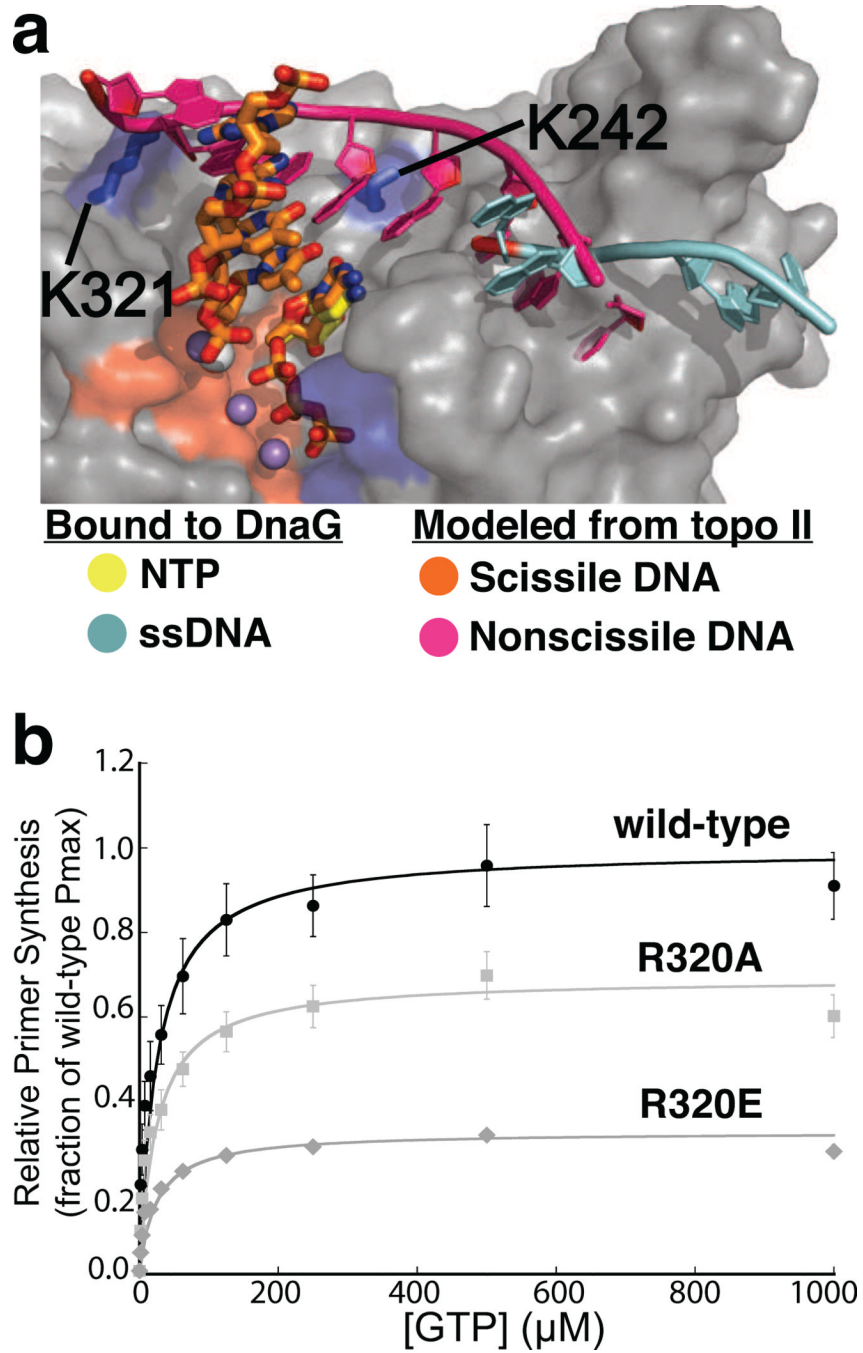 a
K242
K321
Bound to DnaG
NTP
ssDNA
Modeled from topo II
Scissile DNA
Nonscissile DNA
b
Relative Primer Synthesis
(fraction of wild-type Pmax)
1.2
1.0
0.8
0.6
0.4
0.2
0.0
wild-type
R320A
R320E
0
200
400
600
800
1000
[GTP] (μM)